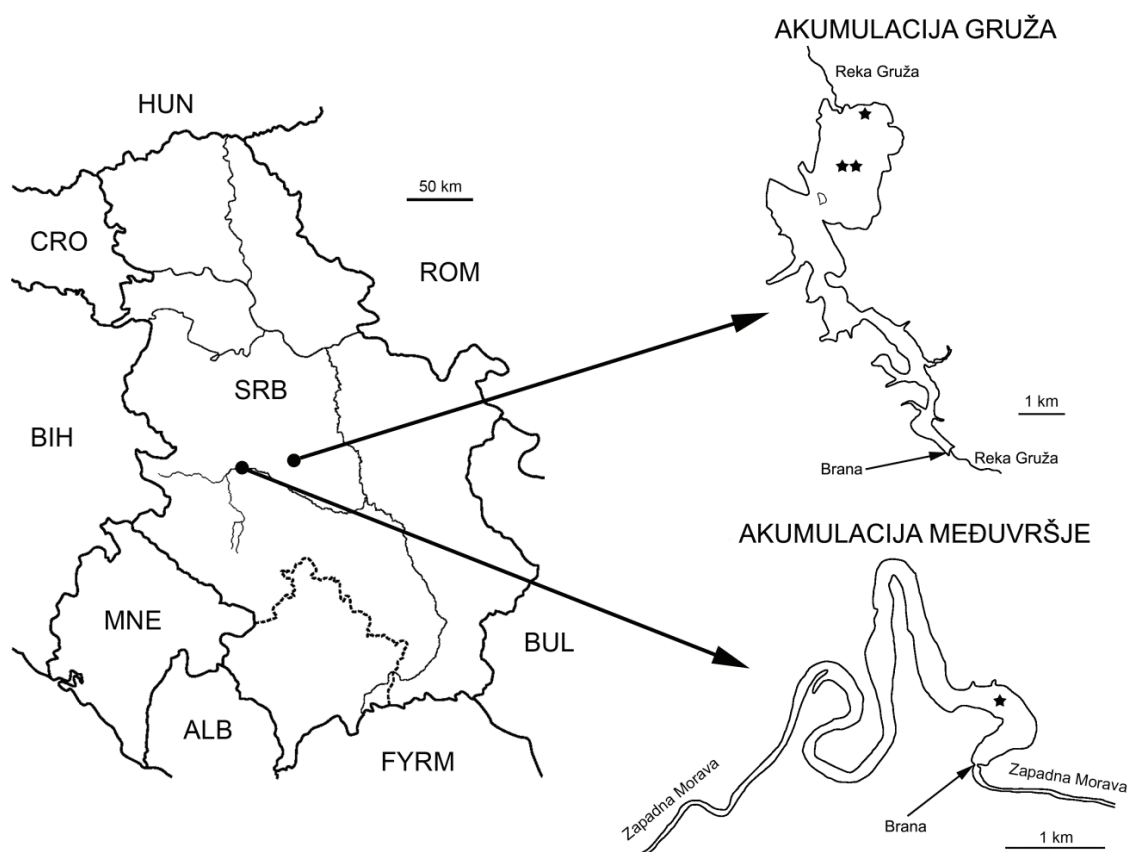 AKUMULACIJA GRUŽA
Reka Gruža
HUN
50 km
CRO
ROM
SRB
BIH
1 km
Brana
Reka Gruža
AKUMULACIJA MEĐUVRŠJE
MNE
BUL
ALB
FYRM
Zapadna Morava
Zapadna Morava
Brana
1 km